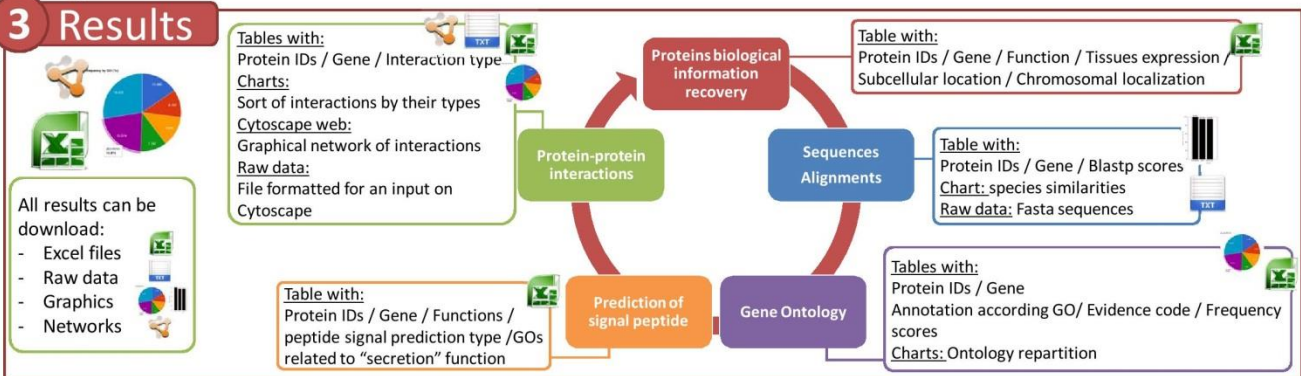 3 Results
Tables with:
Protein IDs / Gene / Interaction type
Charts:
Sort of interactions by their types
Cytoscape web:
Graphical network of interactions
Raw data:
File formatted for an input on
Cytoscape
TXT
Proteins biological
information
recovery
Table with:
Protein IDs / Gene / Function / Tissues expression /
Subcellular location / Chromosomal localization
Protein-protein
interactions
Sequences
Alignments
Table with:
Protein IDs / Gene / Blastp scores
Chart: species similarities
Raw data: Fasta sequences
TXT
All results can be
download:
- Excel files
- Raw data
- Graphics
- Networks
Table with:
Protein IDs / Gene / Functions /
peptide signal prediction type /GOs
related to “secretion” function
Prediction of
signal peptide
Gene Ontology
Tables with:
Protein IDs / Gene
Annotation according GO/ Evidence code / Frequency
scores
Charts: Ontology repartition